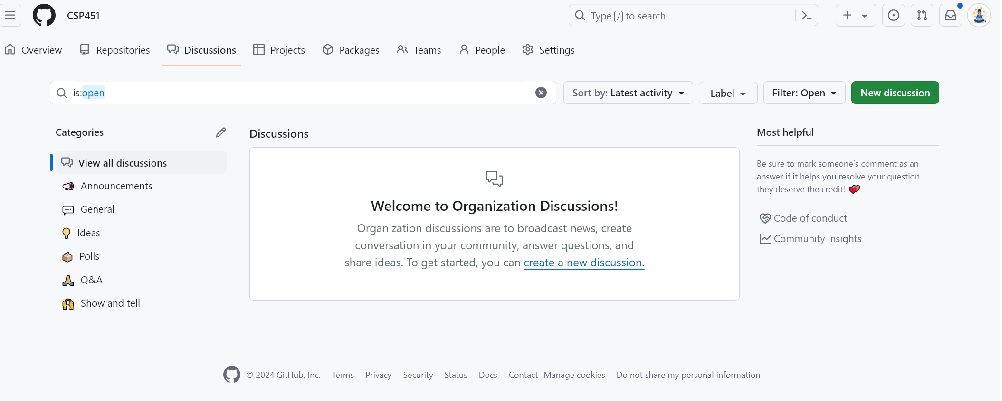 CSP451
Type [/] to search
Overview
Repositories
Discussions
Projects
Packages
Teams
People
Settings
is:open
Sort by: Latest activity
Label
Filter: Open
New discussion
Categories
View all discussions
Announcements
General
Ideas
Polls
Q&A
Show and tell
Discussions
Welcome to Organization Discussions!
Organization discussions are to broadcast news, create
conversation in your community, answer questions, and
share ideas. To get started, you can create a new discussion.
Most helpful
Be sure to mark someone's comment as an
answer if it helps you resolve your question
they deserve the credit! ❤️
Code of conduct
Community insights
© 2024 GitHub, Inc. Terms Privacy Security Status Docs Contact Manage cookies Do not share my personal information